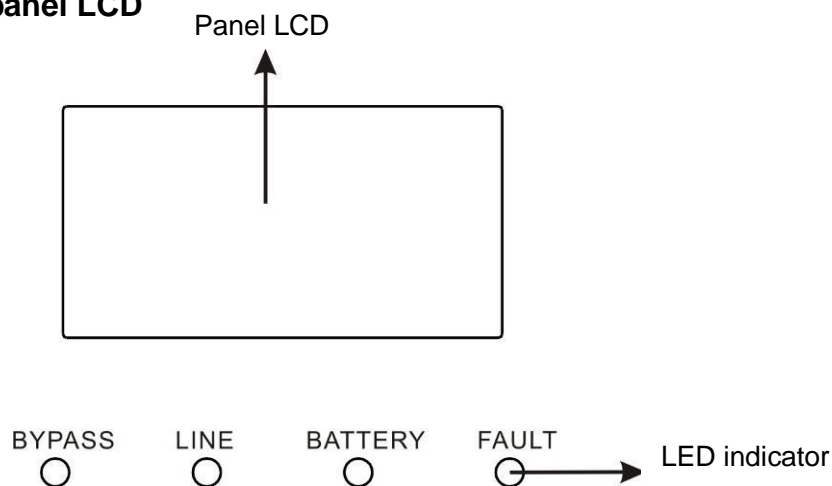 panel LCD
Panel LCD
BYPASS LINE BATTERY FAULT
LED indicator